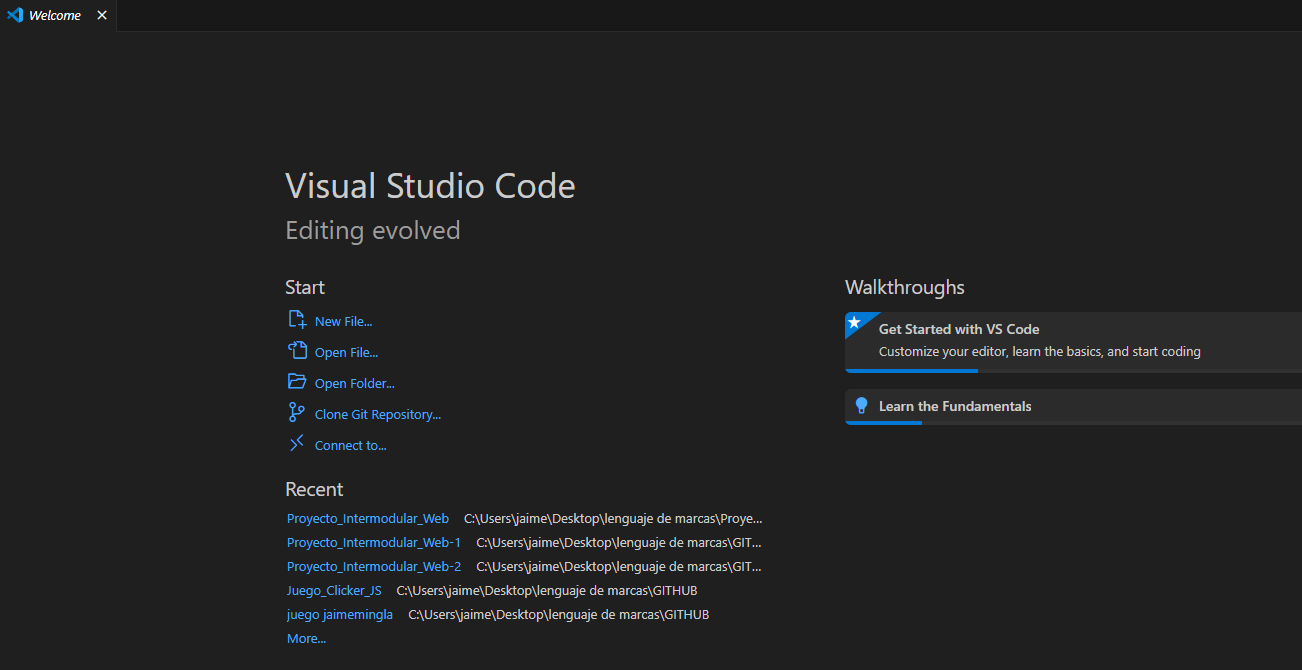 Welcome
Visual Studio Code
Editing evolved
Start
New File...
Open File...
Open Folder...
Clone Git Repository...
Connect to...
Recent
Proyecto_Intermodular_Web C:\Users\jaime\Desktop\lenguaje de marcas\Proye...
Proyecto_Intermodular_Web-1 C:\Users\jaime\Desktop\lenguaje de marcas\GIT...
Proyecto_Intermodular_Web-2 C:\Users\jaime\Desktop\lenguaje de marcas\GIT...
Juego_Clicker_JS C:\Users\jaime\Desktop\lenguaje de marcas\GITHUB
juego jaimemingla C:\Users\jaime\Desktop\lenguaje de marcas\GITHUB
More...
Walkthroughs
Get Started with VS Code
Customize your editor, learn the basics, and start coding
Learn the Fundamentals